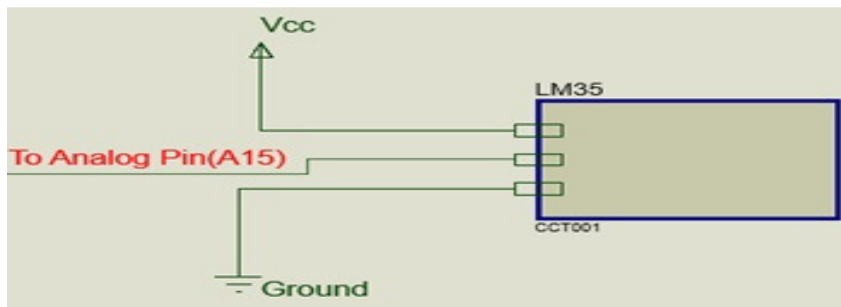 Vcc
LM35
To Analog Pin(A15)
CCT001
Ground